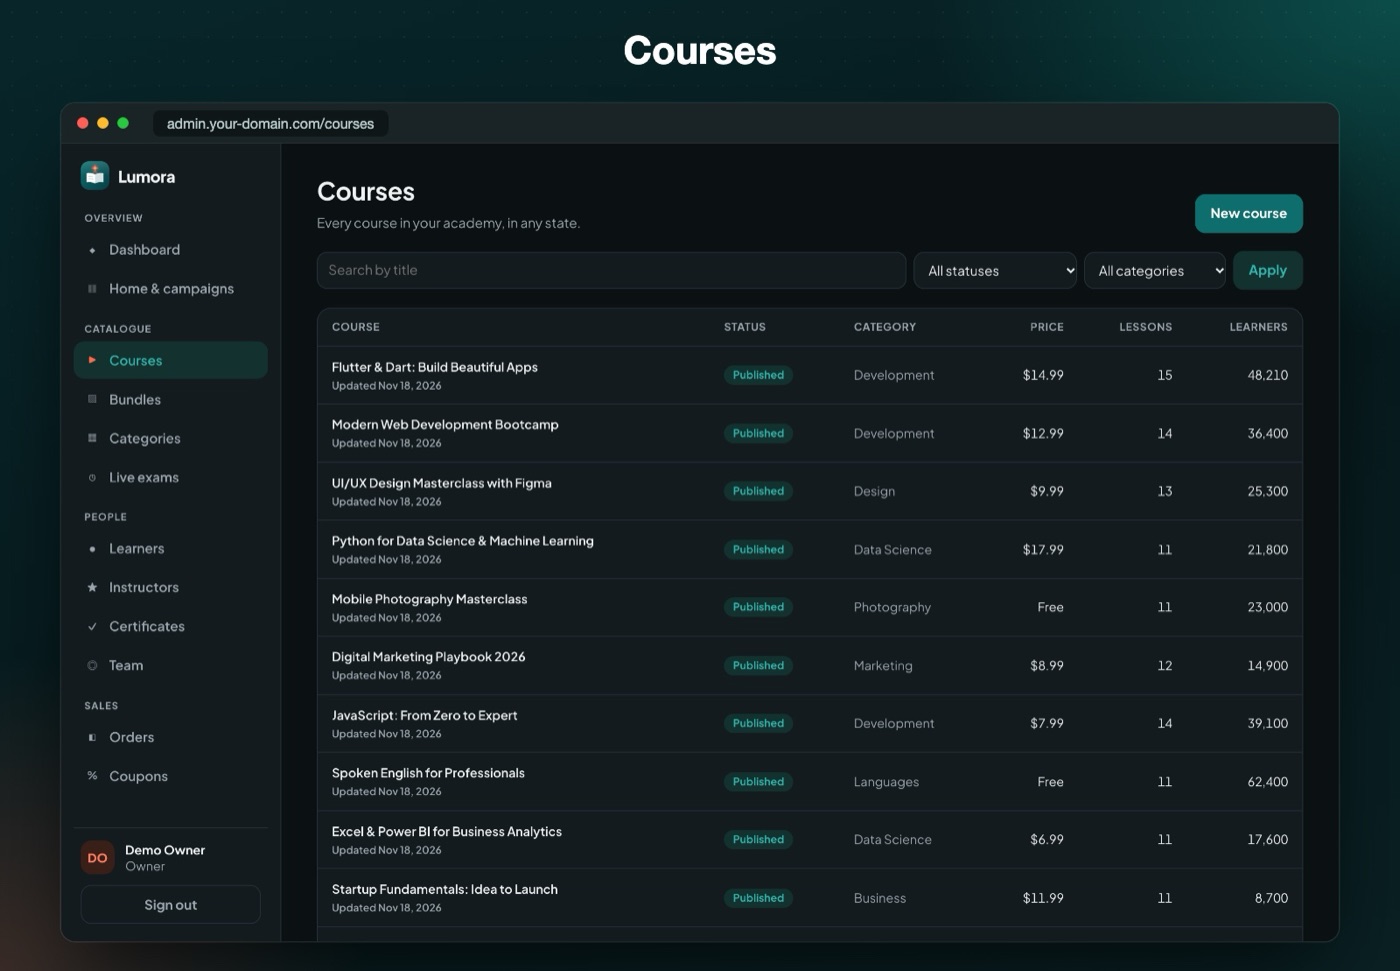 Courses
admin.your-domain.com/courses
Lumora
OVERVIEW
Dashboard
Home & campaigns
CATALOGUE
Courses
Bundles
Categories
Live exams
PEOPLE
Learners
Instructors
Certificates
Team
SALES
Orders
% Coupons
DO
Demo Owner
Owner
Sign out
Courses
Every course in your academy, in any state.
New course
Search by title
All statuses
All categories
Apply
COURSE STATUS CATEGORY PRICE LESSONS LEARNERS
Flutter & Dart: Build Beautiful Apps Published Development $14.99 15 48,210
Updated Nov 18, 2026
Modern Web Development Bootcamp Published Development $12.99 14 36,400
Updated Nov 18, 2026
UI/UX Design Masterclass with Figma Published Design $9.99 13 25,300
Updated Nov 18, 2026
Python for Data Science & Machine Learning Published Data Science $17.99 11 21,800
Updated Nov 18, 2026
Mobile Photography Masterclass Published Photography Free 11 23,000
Updated Nov 18, 2026
Digital Marketing Playbook 2026 Published Marketing $8.99 12 14,900
Updated Nov 18, 2026
JavaScript: From Zero to Expert Published Development $7.99 14 39,100
Updated Nov 18, 2026
Spoken English for Professionals Published Languages Free 11 62,400
Updated Nov 18, 2026
Excel & Power BI for Business Analytics Published Data Science $6.99 11 17,600
Updated Nov 18, 2026
Startup Fundamentals: Idea to Launch Published Business $11.99 11 8,700
Updated Nov 18, 2026